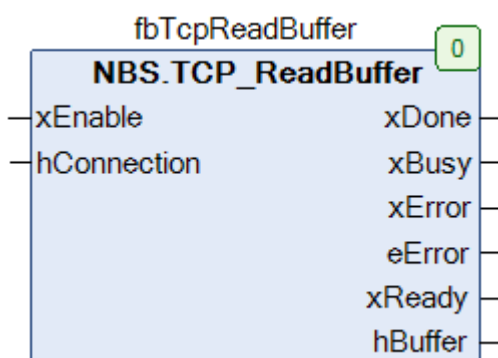 fbTcpReadBuffer
0
NBS.TCP_ReadBuffer
xEnable xDone
hConnection xBusy
xError
eError
xReady
hBuffer